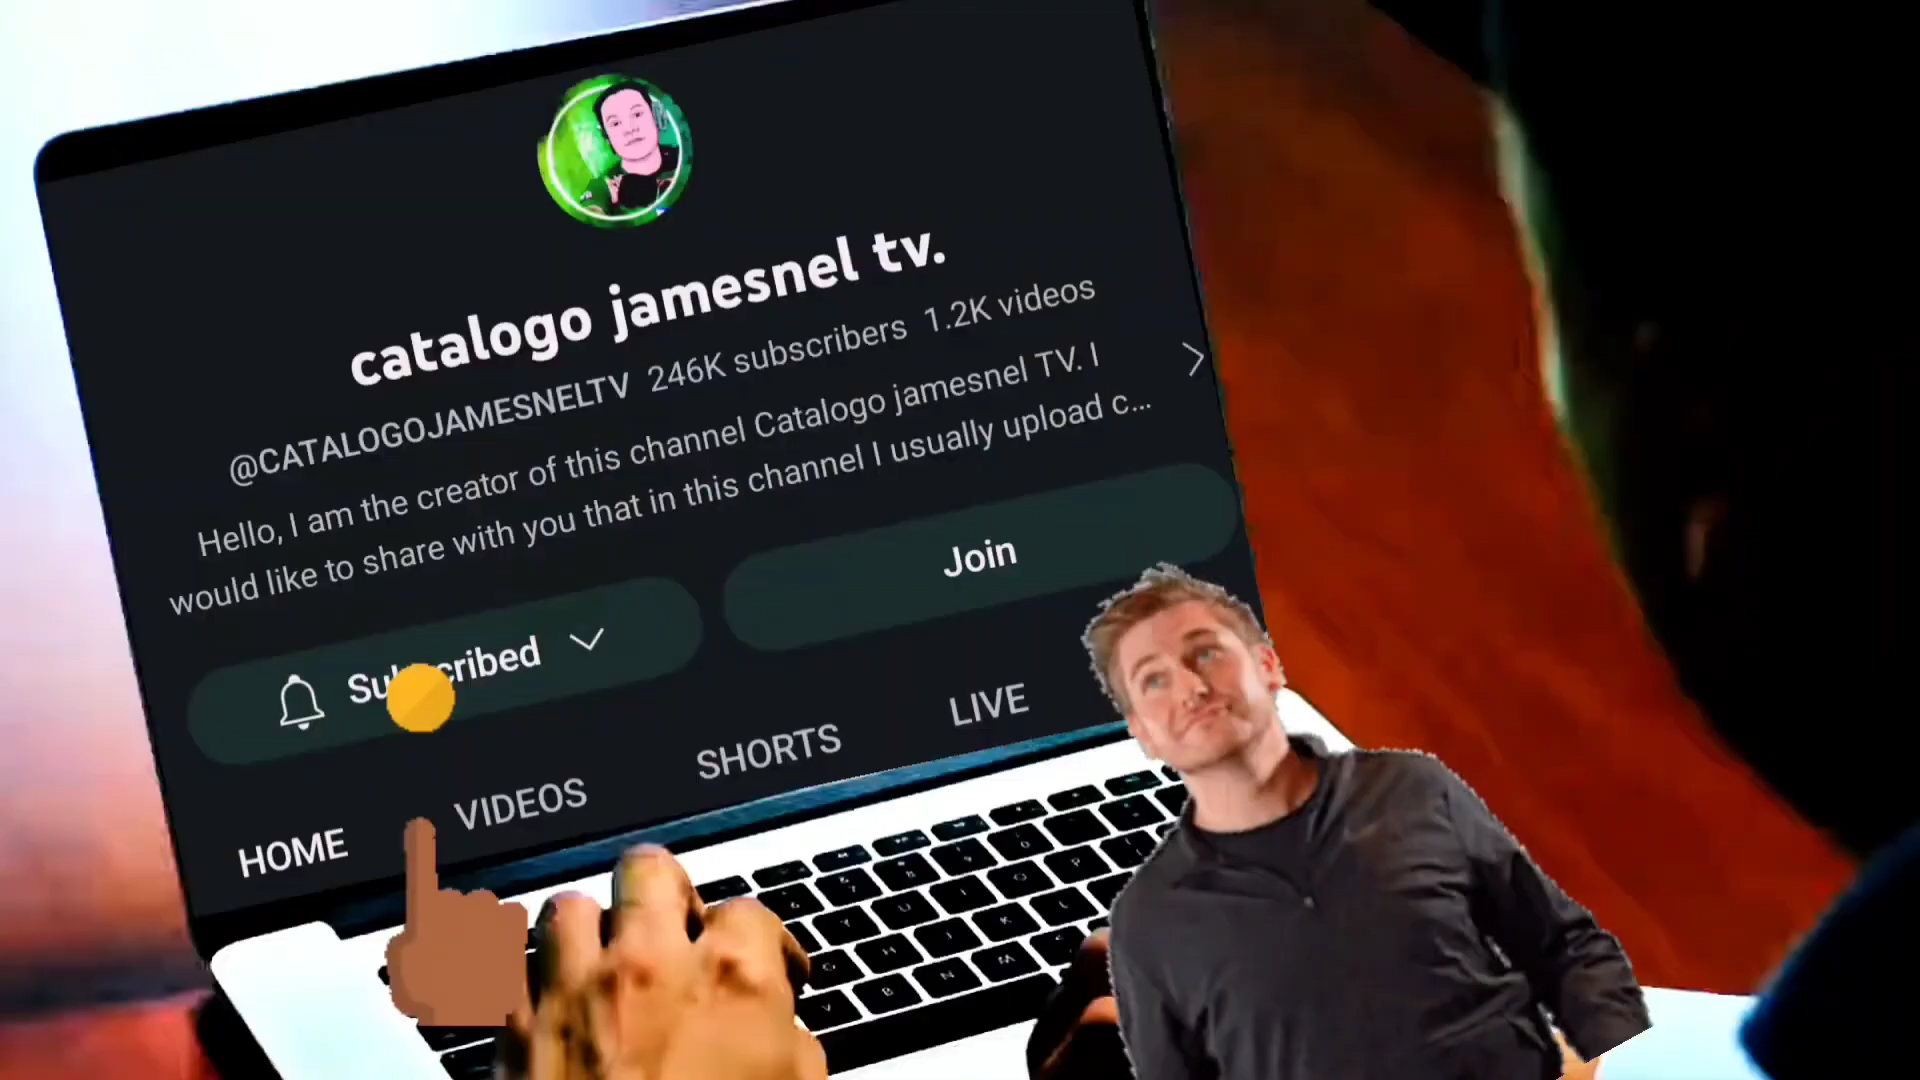 catalogo jamesnel tv.
@CATALOGOJAMESNELTV 246K subscribers 1.2K videos
Hello, I am the creator of this channel Catalogo jamesnel TV. I
would like to share with you that in this channel I usually upload c...
Join
Subscribed
HOME VIDEOS SHORTS LIVE